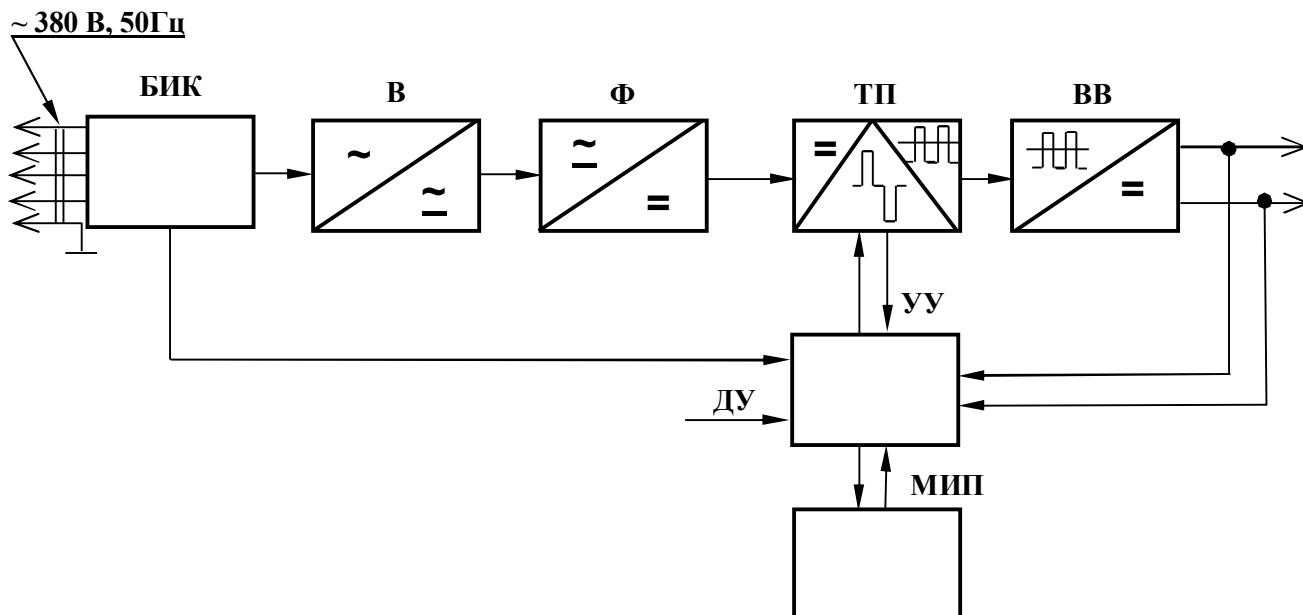 ~ 380 В, 50Гц
БИК
В
Ф
ТП
ВВ
~
≃
≃
=
=
=
УУ
ДУ
МИП